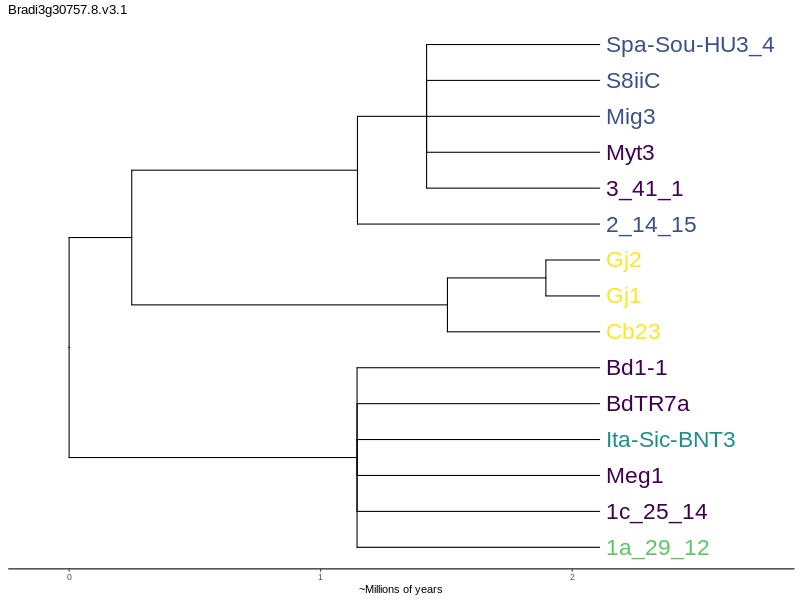 Bradi3g30757.8.v3.1
Spa-Sou-HU3_4
S8iiC
Mig3
Myt3
3_41_1
2_14_15
Gj2
Gj1
Cb23
Bd1-1
BdTR7a
Ita-Sic-BNT3
Meg1
1c_25_14
1a_29_12
0 1 2
~Millions of years